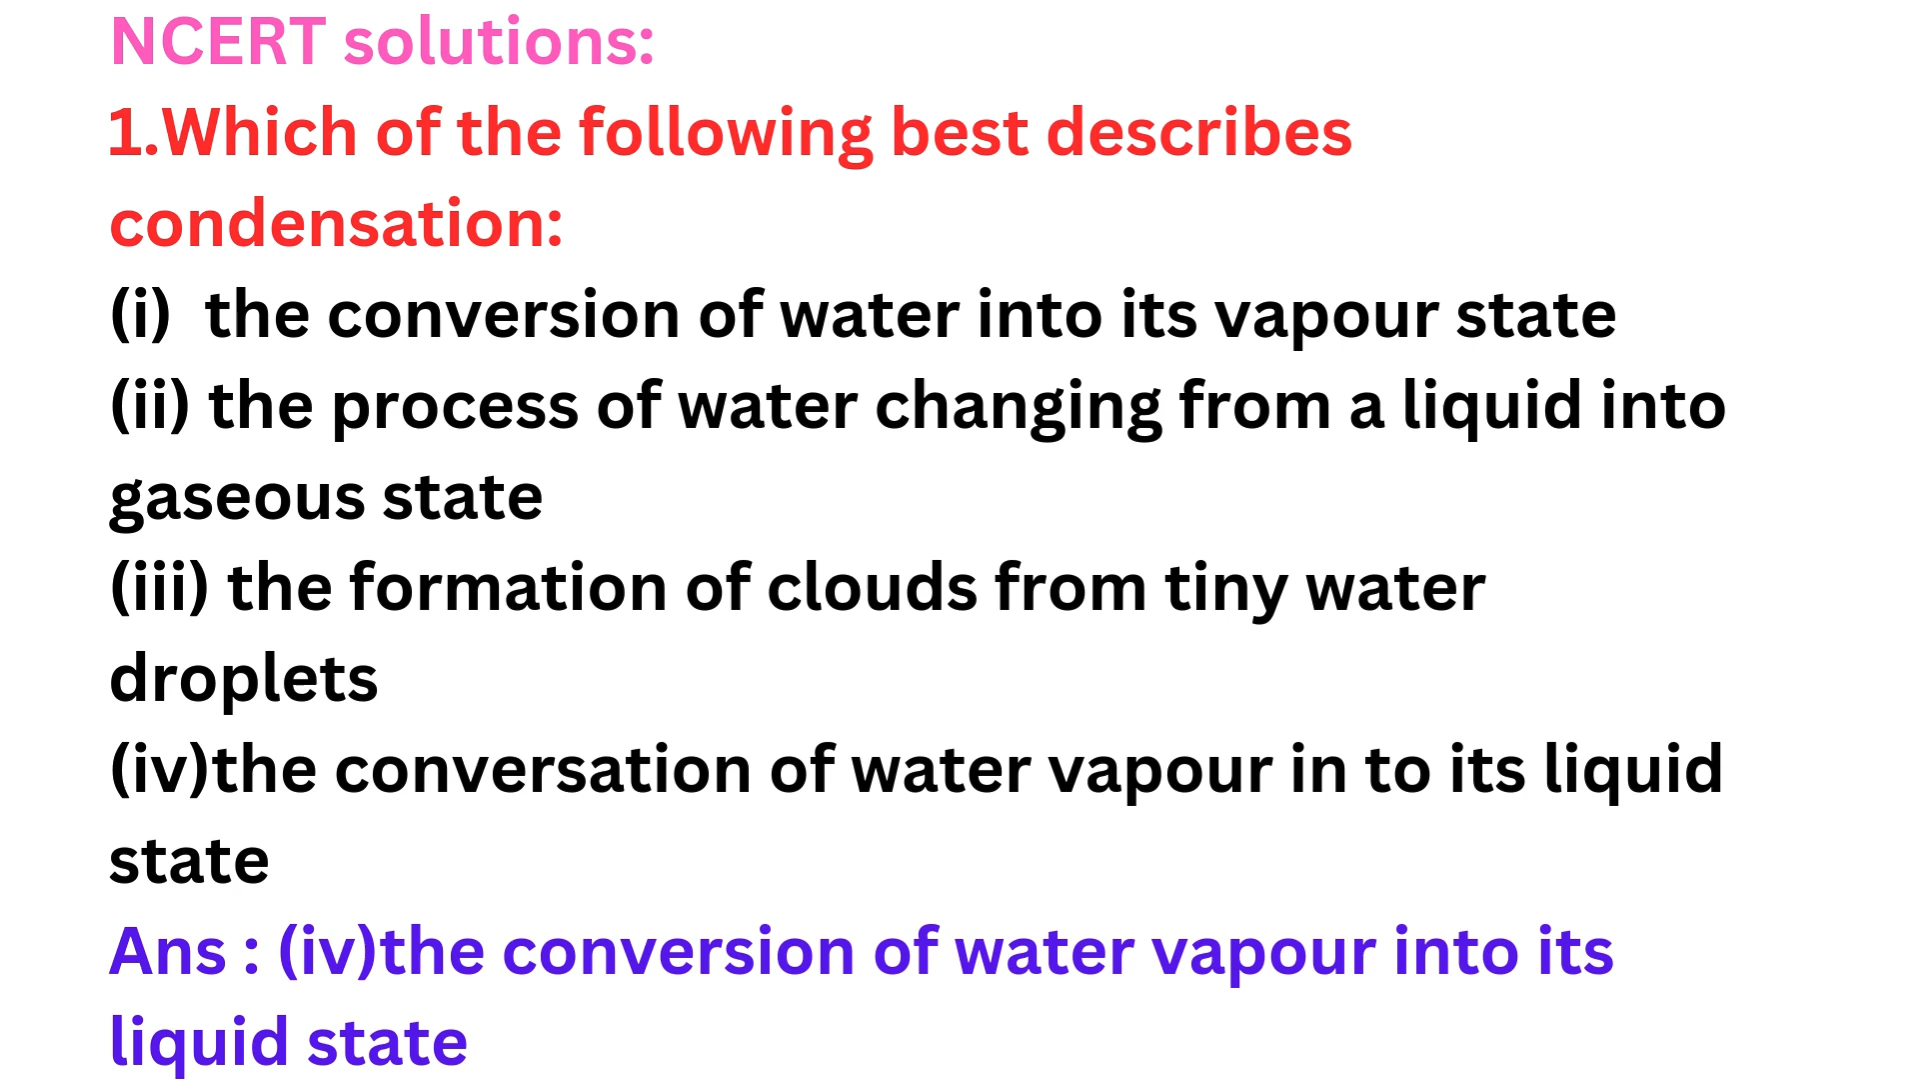 NCERT solutions:
1.Which of the following best describes
condensation:
(i)  the conversion of water into its vapour state
(ii) the process of water changing from a liquid into
gaseous state
(iii) the formation of clouds from tiny water
droplets
(iv)the conversation of water vapour in to its liquid
state
Ans : (iv)the conversion of water vapour into its
liquid state